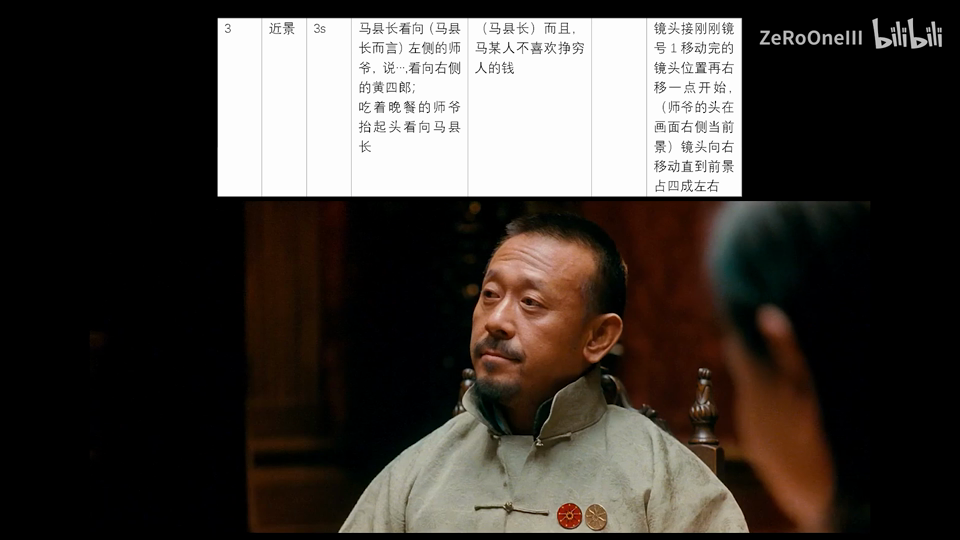 3
近景
3s
马县长看向（马县
长而言）左侧的师
爷，说…,看向右侧
的黄四郎；
吃着晚餐的师爷
抬起头看向马县
长
（马县长）而且，
马某人不喜欢挣穷
人的钱
镜头接刚刚镜
号 1 移动完的
镜头位置再右
移一点开始，
（师爷的头在
画面右侧当前
景）镜头向右
移动直到前景
占四成左右
ZeRoOneIII bilibili